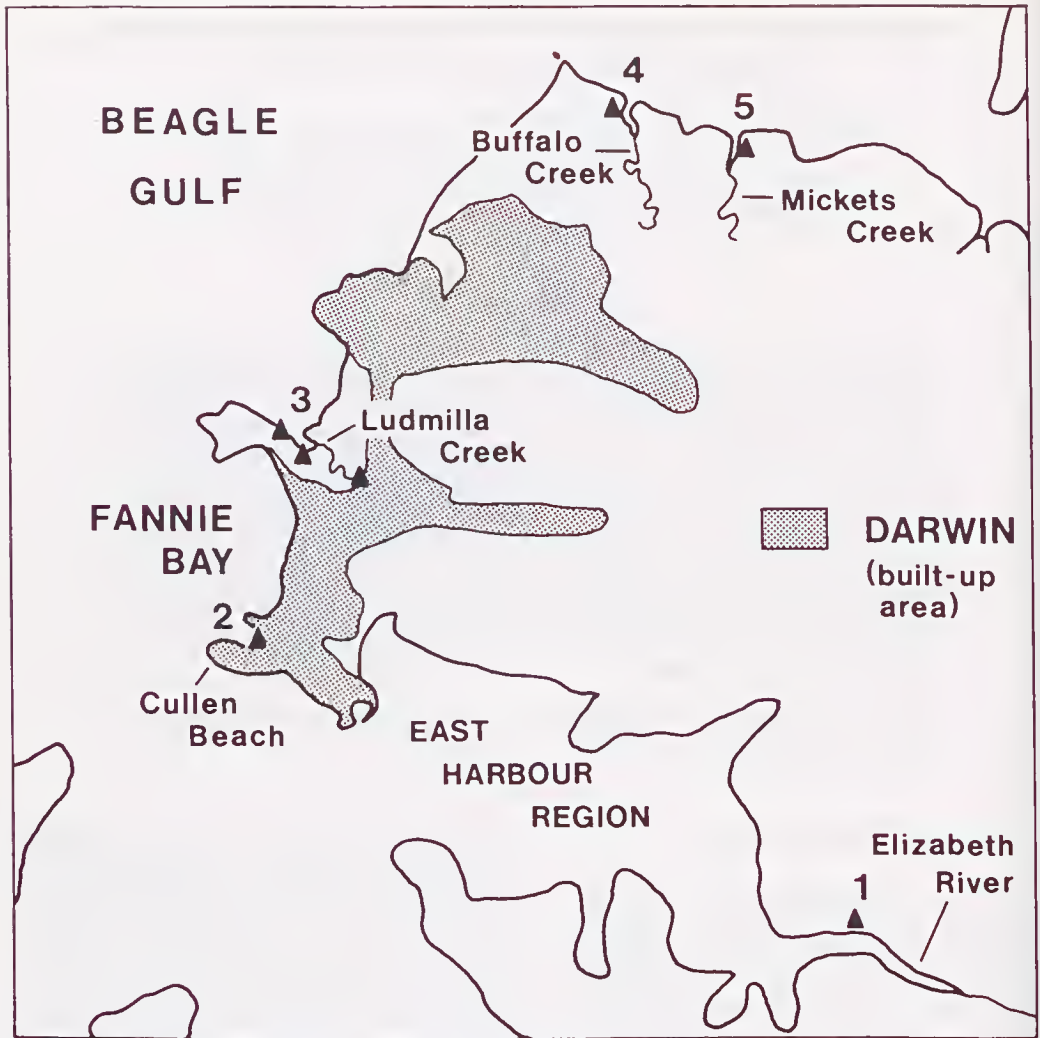 BEAGLE
GULF
4
5
Buffalo
Creek
Mickets
Creek
3
Ludmilla
Creek
FANNIE
BAY
DARWIN
(built-up
area)
2
Cullen
Beach
EAST
HARBOUR
REGION
Elizabeth
River
1